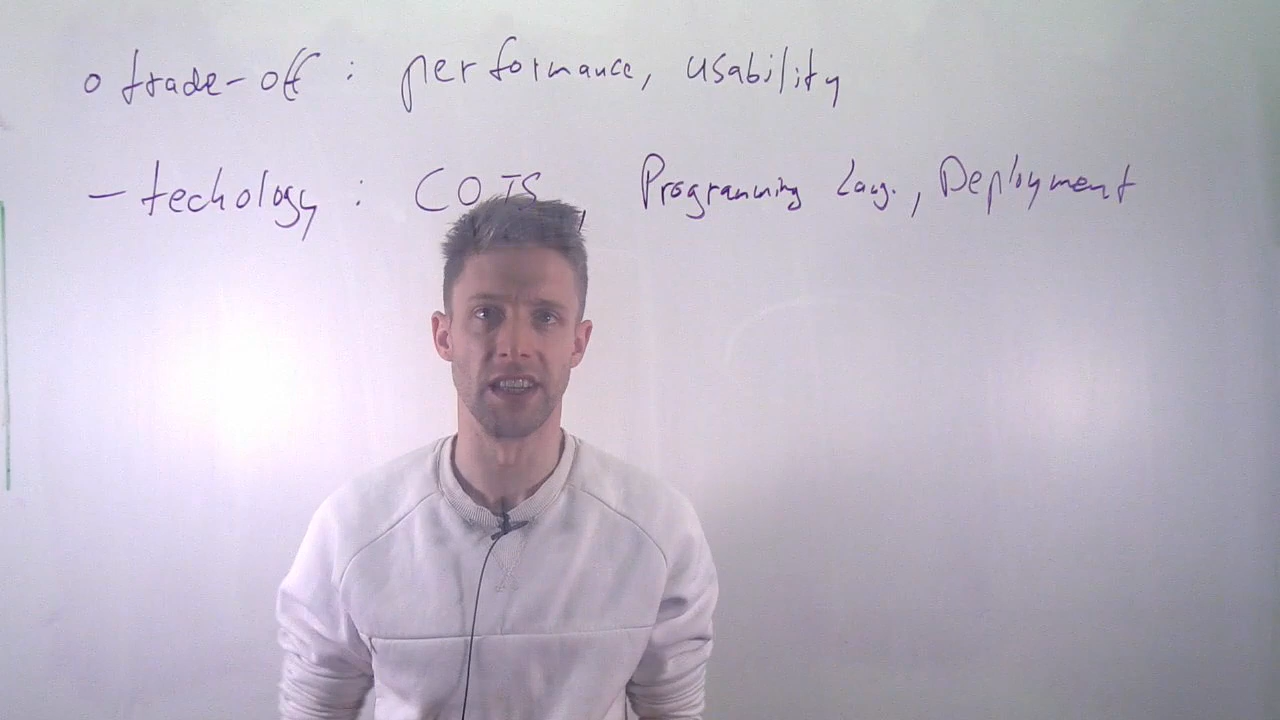 o trade-off : performance, usability
- techology : COTS, Programming Lang., Deployment